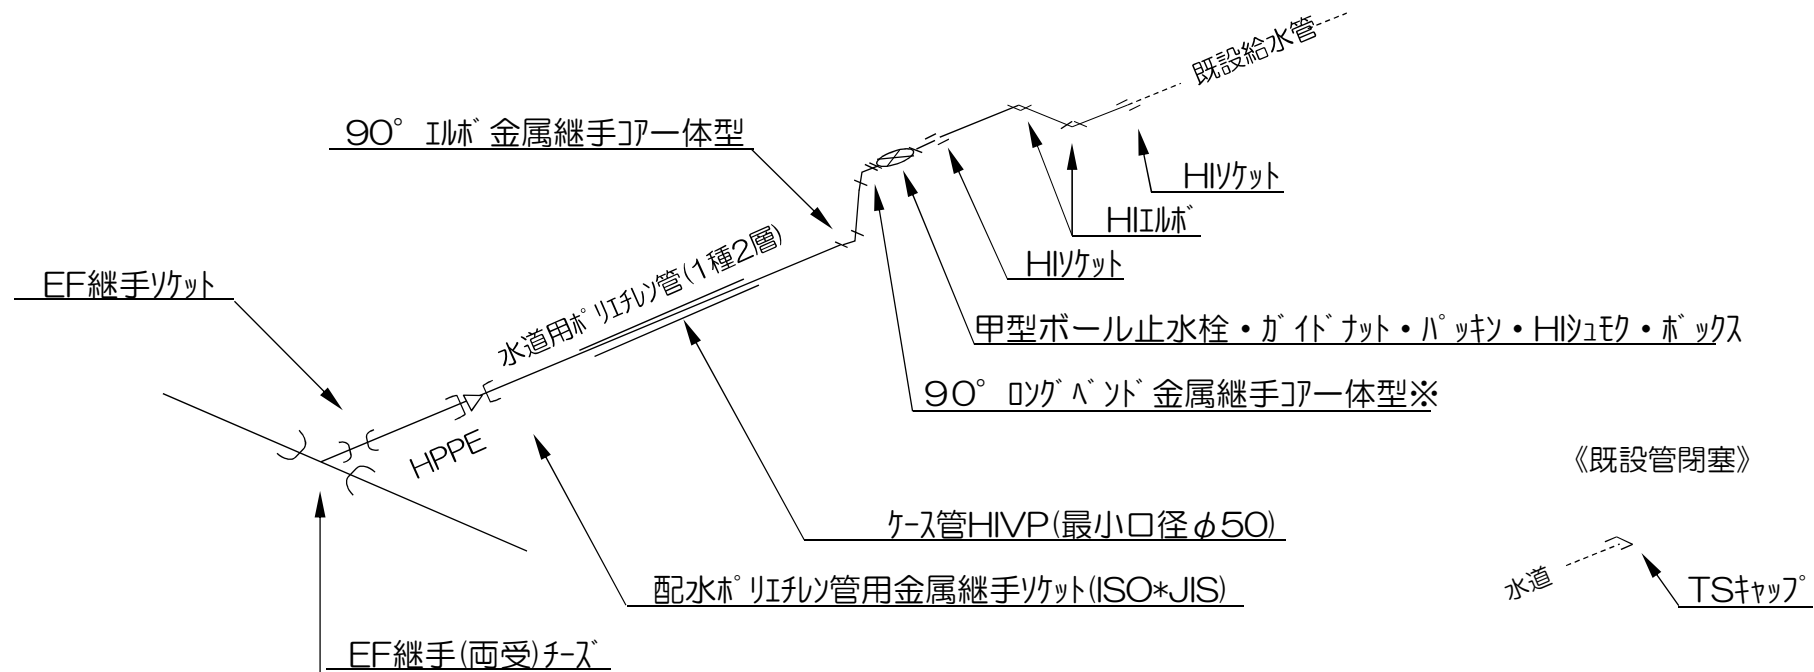 既設給水管
90° ｴﾙﾎﾞ金属継手ｺｱ一体型
HIｿｹｯﾄ
HIｴﾙﾎﾞ
水道用ﾎﾟﾘｴﾁﾚﾝ管(1種2層)
HIｿｹｯﾄ
EF継手ｿｹｯﾄ
甲型ボール止水栓・ｶﾞｲﾄﾞﾅｯﾄ・ﾊﾟｯｷﾝ・HIｼｭﾓｸ・ﾎﾞｯｸｽ
90° ﾛﾝｸﾞﾍﾞﾝﾄﾞ金属継手ｺｱ一体型※
HPPE
《既設管閉塞》
ｹｰｽ管HIVP(最小口径φ50)
水道
配水ﾎﾟﾘｴﾁﾚﾝ管用金属継手ｿｹｯﾄ(ISO*JIS)
TSｷｬｯﾌﾟ
EF継手(両受)ﾁｰｽﾞ